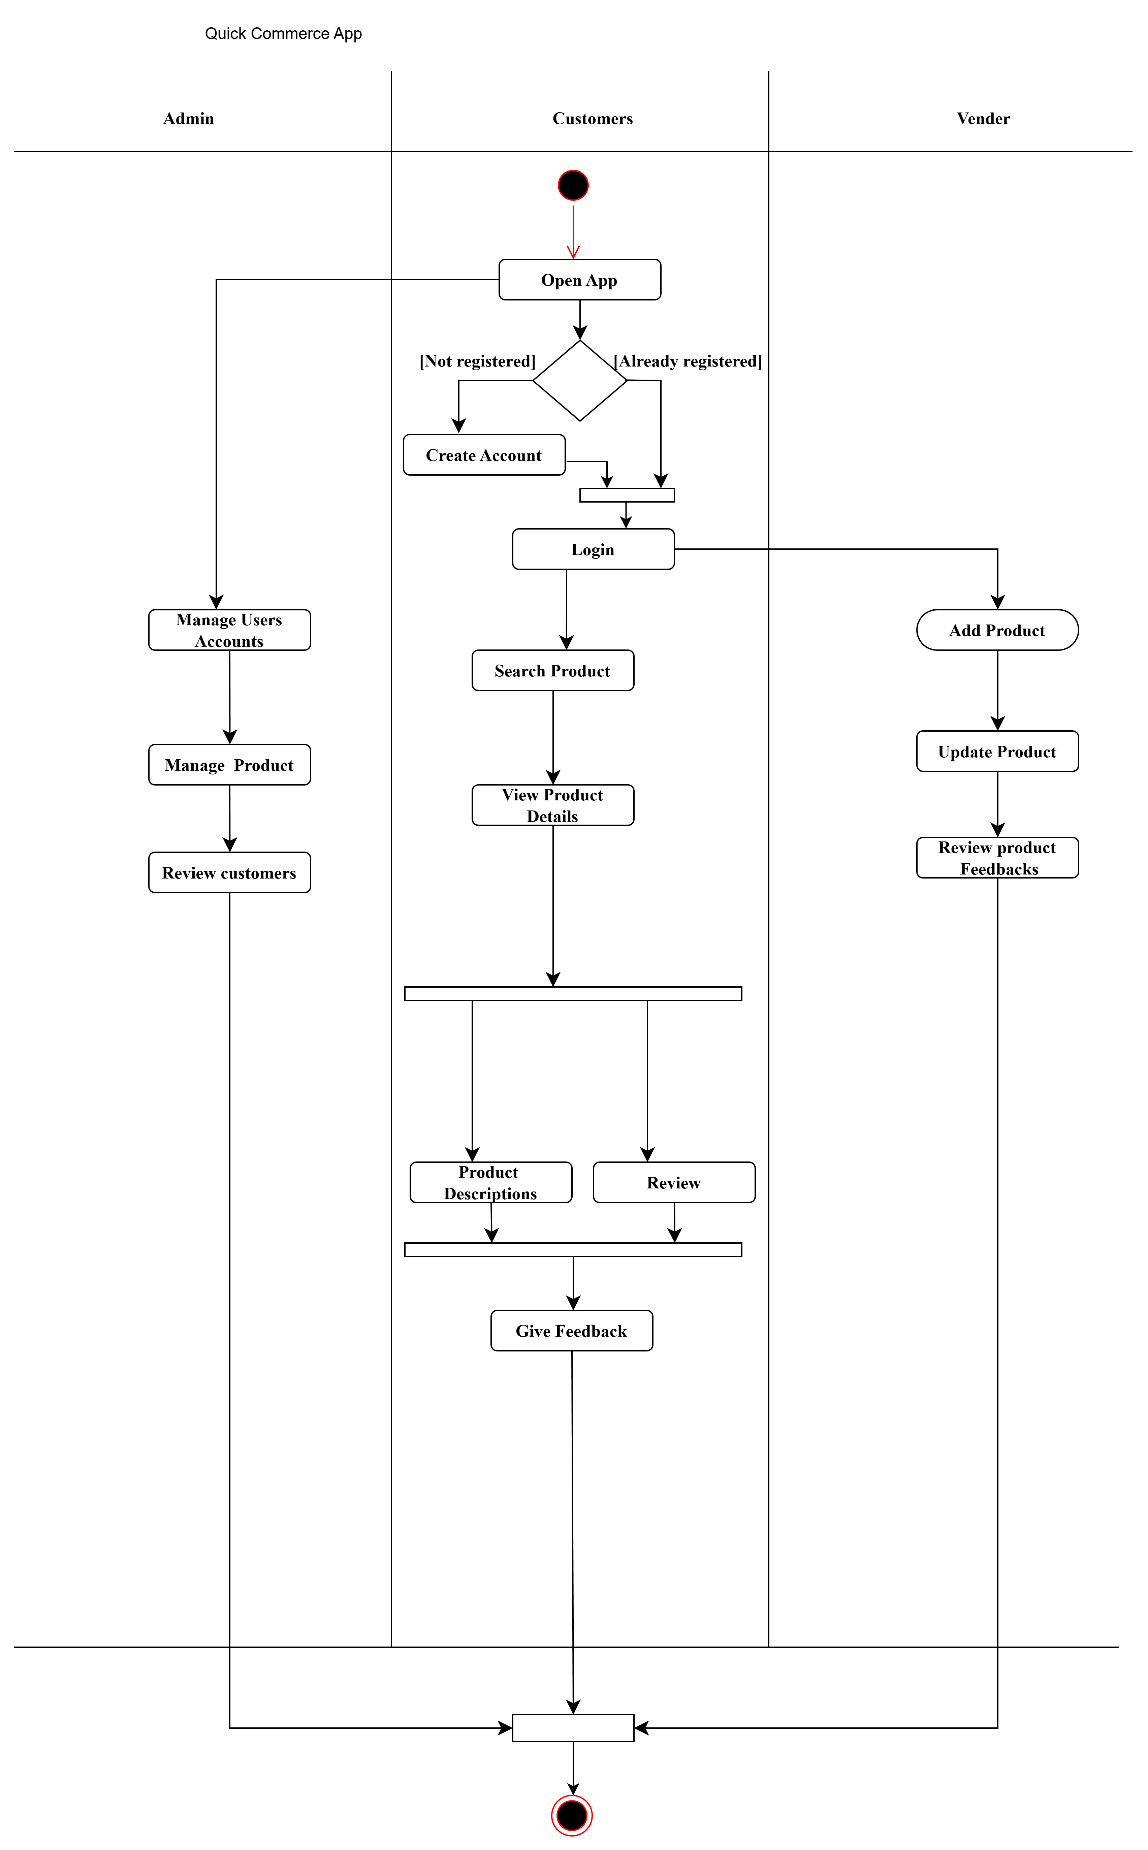 Quick Commerce App
Admin
Customers
Vender
Open App
[Not registered]
[Already registered]
Create Account
Login
Manage Users
Accounts
Add Product
Search Product
Manage  Product
Update Product
View Product
Details
Review customers
Review product
Feedbacks
Product
Descriptions
Review
Give Feedback